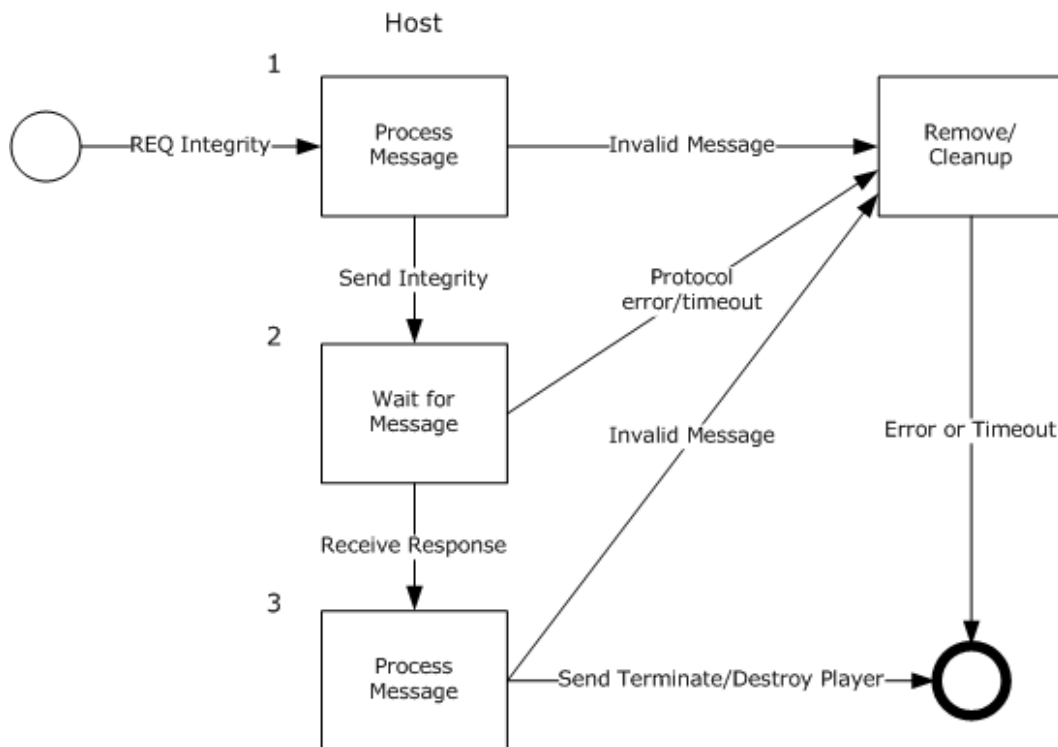 Host
1
REQ Integrity
Process
Message
Invalid Message
Remove/
Cleanup
Send Integrity
Protocol
error/timeout
2
Wait for
Message
Invalid Message
Error or Timeout
Receive Response
3
Process
Message
Send Terminate/Destroy Player